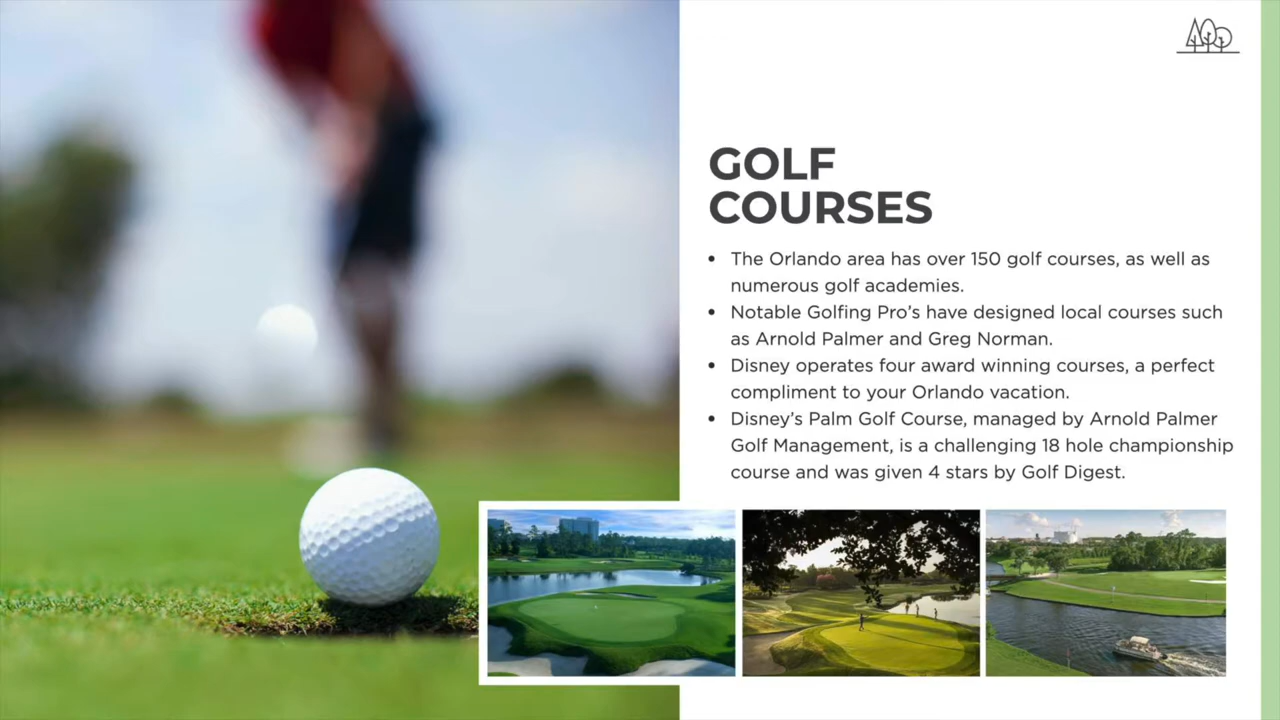 GOLF
COURSES
• The Orlando area has over 150 golf courses, as well as
numerous golf academies.
• Notable Golfing Pro's have designed local courses such
as Arnold Palmer and Greg Norman.
• Disney operates four award winning courses, a perfect
compliment to your Orlando vacation.
• Disney's Palm Golf Course, managed by Arnold Palmer
Golf Management, is a challenging 18 hole championship
course and was given 4 stars by Golf Digest.